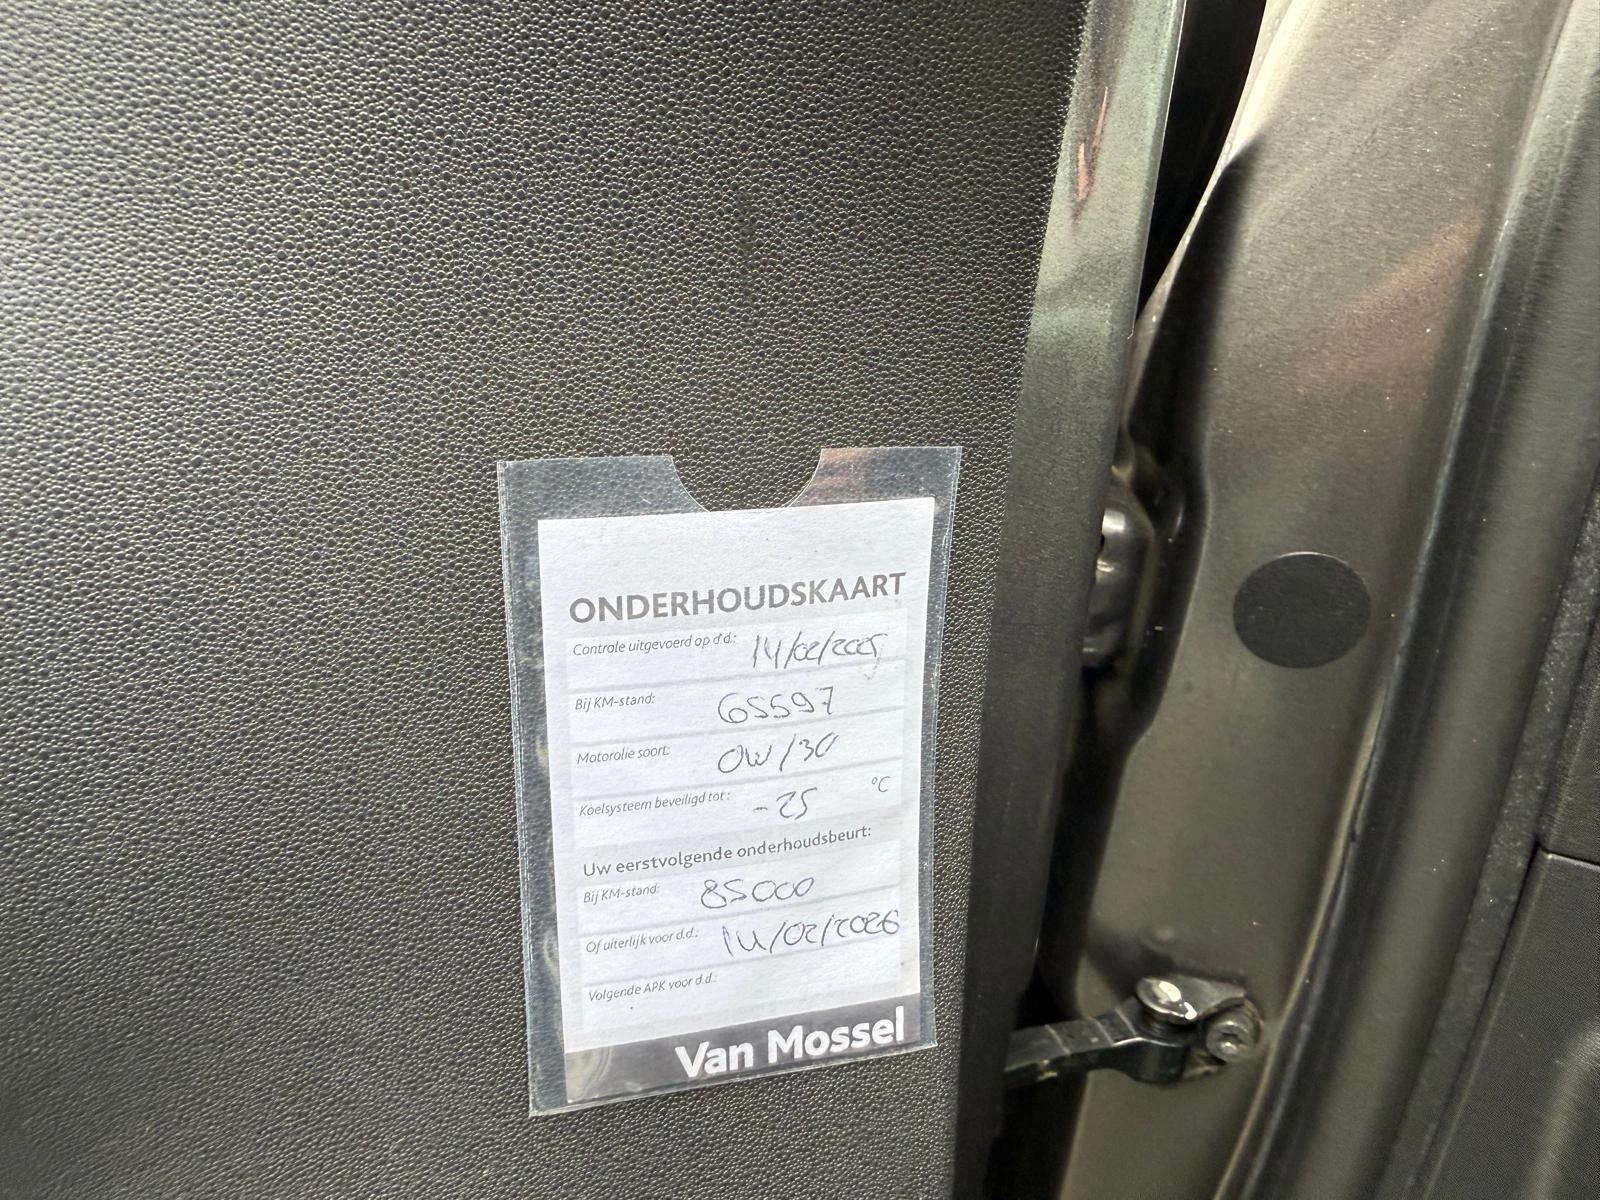 ONDERHOUDSKAART
Controle uitgevoerd op d.d.: 14/02/2025
Bij KM-stand: 65597
Motorolie soort: 0W/30
Koelsysteem beveiligd tot: -25 °C
Uw eerstvolgende onderhoudsbeurt:
Bij KM-stand: 85000
Of uiterlijk voor d.d.: 14/02/2026
Volgende APK voor d.d.:
Van Mossel